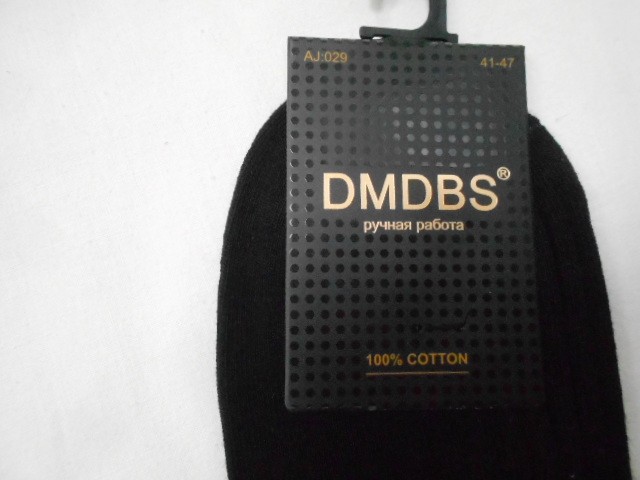 AJ:029 41-47
DMDBS®
ручная работа
100% COTTON